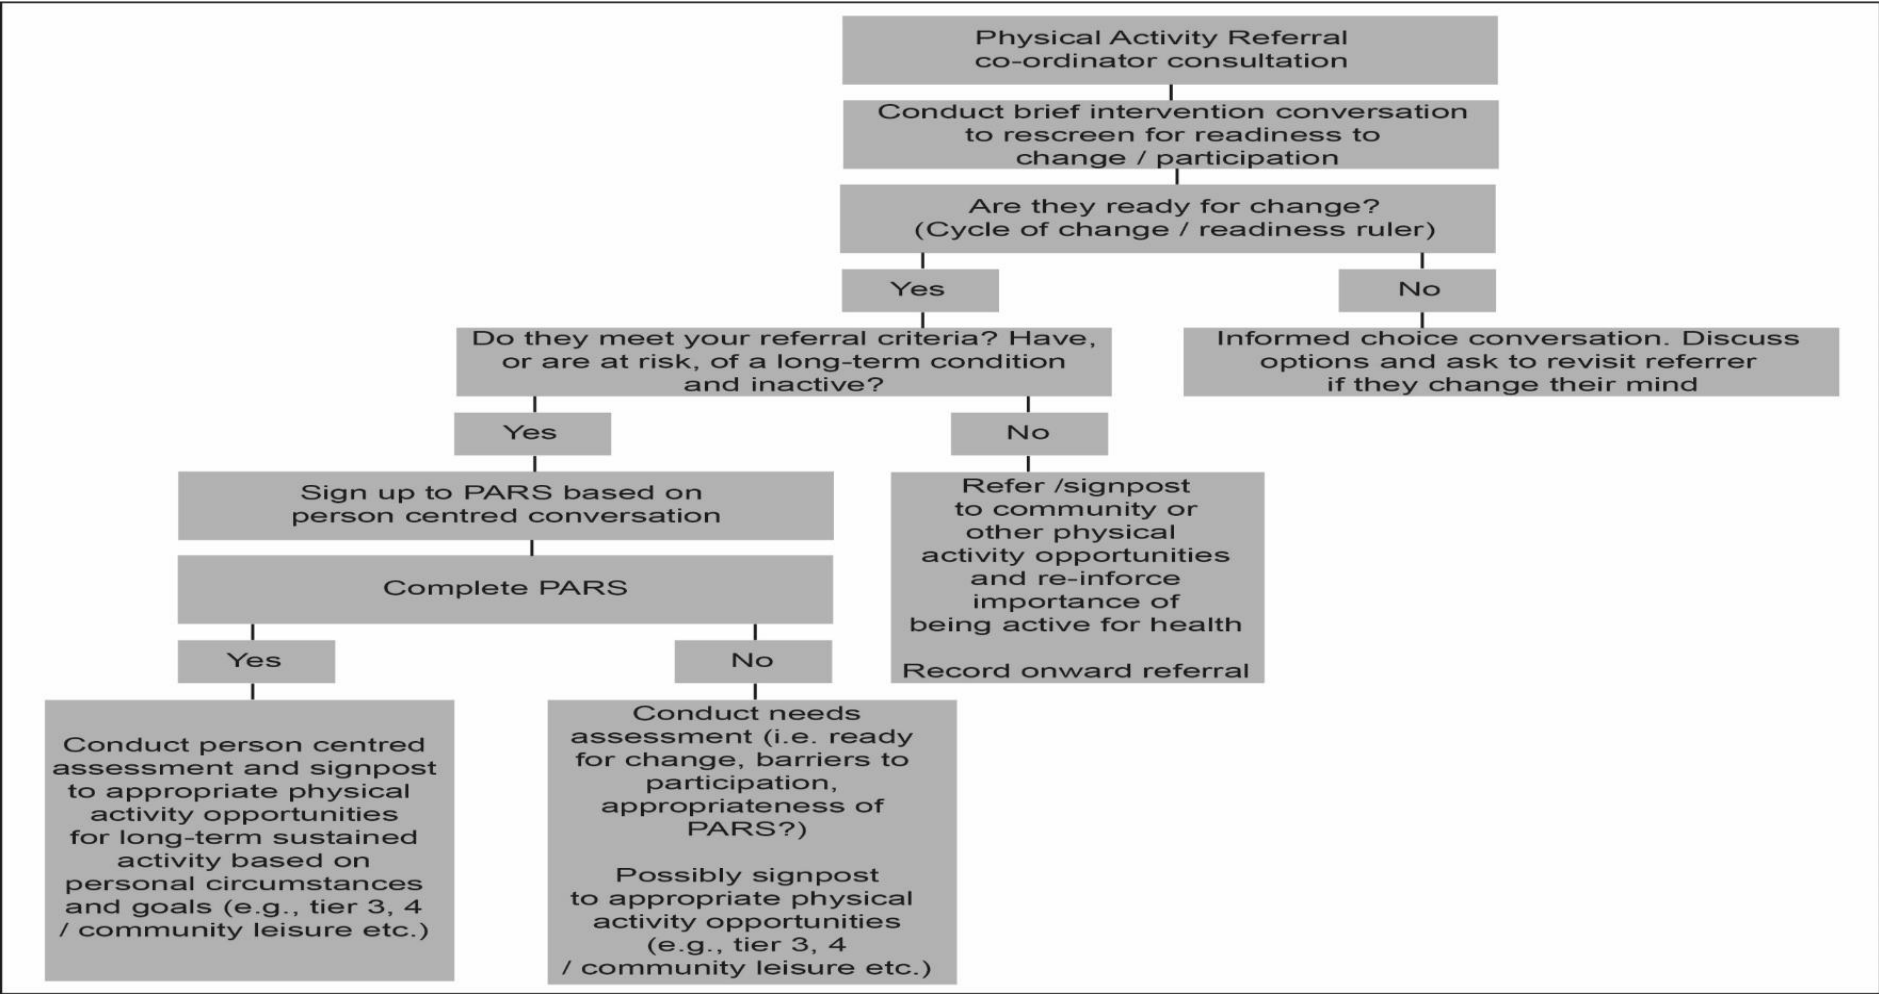 Physical Activity Referral
co-ordinator consultation
Conduct brief intervention conversation
to rescreen for readiness to
change / participation
Are they ready for change?
(Cycle of change / readiness ruler)
Yes
No
Do they meet your referral criteria? Have,
or are at risk, of a long-term condition
and inactive?
Informed choice conversation. Discuss
options and ask to revisit referrer
if they change their mind
Yes
No
Sign up to PARS based on
person centred conversation
Refer /signpost
to community or
other physical
activity opportunities
and re-inforce
importance of
being active for health
Record onward referral
Complete PARS
Yes
No
Conduct person centred
assessment and signpost
to appropriate physical
activity opportunities
for long-term sustained
activity based on
personal circumstances
and goals (e.g., tier 3, 4
/ community leisure etc.)
Conduct needs
assessment (i.e. ready
for change, barriers to
participation,
appropriateness of
PARS?)
Possibly signpost
to appropriate physical
activity opportunities
(e.g., tier 3, 4
/ community leisure etc.)